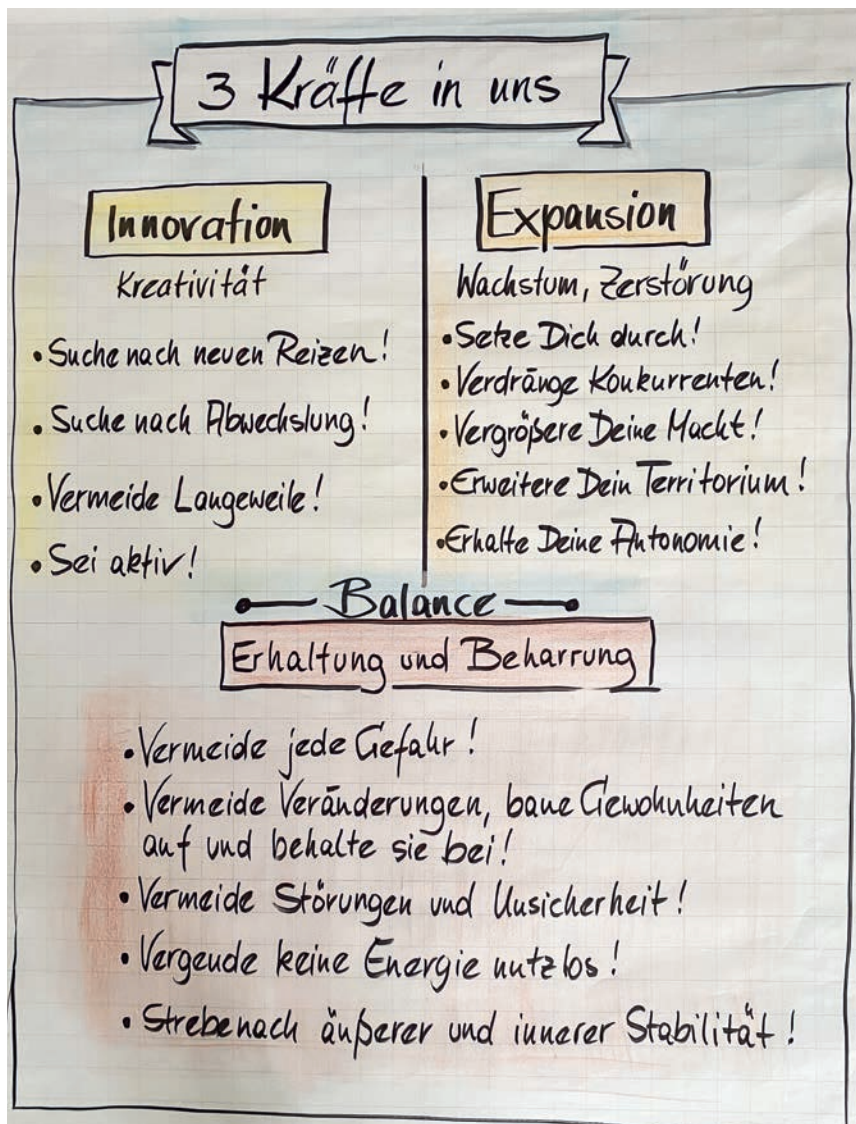 3 Kräfte in uns
Innovation
Kreativität
• Suche nach neuen Reizen!
• Suche nach Abwechslung!
• Vermeide Langeweile!
• Sei aktiv!
Expansion
Wachstum, Zerstörung
• Setze Dich durch!
• Verdränge Konkurrenten!
• Vergrößere Deine Macht!
• Erweitere Dein Territorium!
• Erhalte Deine Autonomie!
Balance
Erhaltung und Beharrung
• Vermeide jede Gefahr!
• Vermeide Veränderungen, baue Gewohnheiten
auf und behalte sie bei!
• Vermeide Störungen und Unsicherheit!
• Vergeude keine Energie nutzlos!
• Strebe nach äußerer und innerer Stabilität!